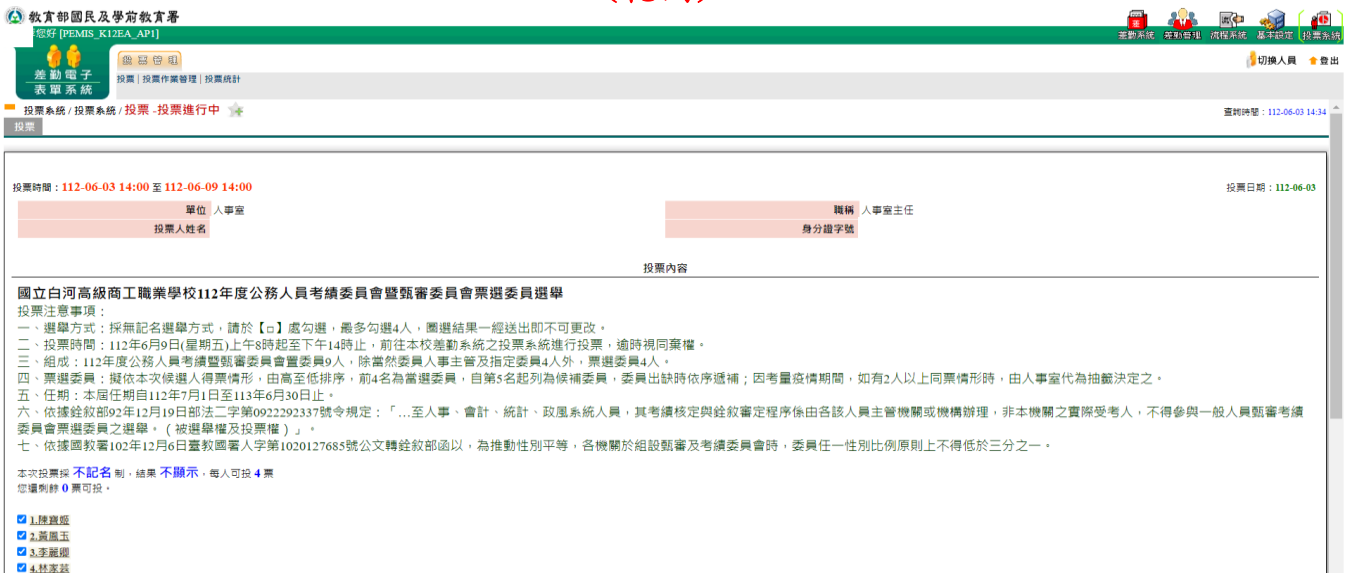 教育部國民及學前教育署
您好 [PEMIS_K12EA_AP1]
差勤系統 差勤管理 流程系統 基本設定 投票系統
差勤電子
表單系統
投票管理
投票 | 投票作業管理 | 投票統計
切換人員 登出
投票系統 / 投票系統 / 投票 -投票進行中
查詢時間：112-06-03 14:34
投票
投票時間：112-06-03 14:00 至 112-06-09 14:00
投票日期：112-06-03
單位 人事室 職稱 人事室主任
投票人姓名 身分證字號
投票內容
國立白河高級商工職業學校112年度公務人員考績委員會暨甄審委員會票選委員選舉
投票注意事項：
一、選舉方式：採無記名選舉方式，請於【□】處勾選，最多勾選4人，圈選結果一經送出即不可更改。
二、投票時間：112年6月9日(星期五)上午8時起至下午14時止，前往本校差勤系統之投票系統進行投票，逾時視同棄權。
三、組成：112年度公務人員考績暨甄審委員會置委員9人，除當然委員人事主管及指定委員4人外，票選委員4人。
四、票選委員：擬依本次候選人得票情形，由高至低排序，前4名為當選委員，自第5名起列為候補委員，委員出缺時依序遞補；因考量疫情期間，如有2人以上同票情形時，由人事室代為抽籤決定之。
五、任期：本屆任期自112年7月1日至113年6月30日止。
六、依據銓敘部92年12月19日部法二字第0922292337號令規定：「…至人事、會計、統計、政風系統人員，其考績核定與銓敘審定程序係由各該人員主管機關或機構辦理，非本機關之實際受考人，不得參與一般人員甄審考績
委員會票選委員之選舉。（被選舉權及投票權）」。
七、依據國教署102年12月6日臺教國署人字第1020127685號公文轉銓敘部函以，為推動性別平等，各機關於組設甄審及考績委員會時，委員任一性別比例原則上不得低於三分之一。
本次投票採 不記名 制，結果 不顯示，每人可投 4 票
您還剩餘 0 票可投。
1.陳寶姬
2.黃鳳玉
3.李麗卿
4.林家